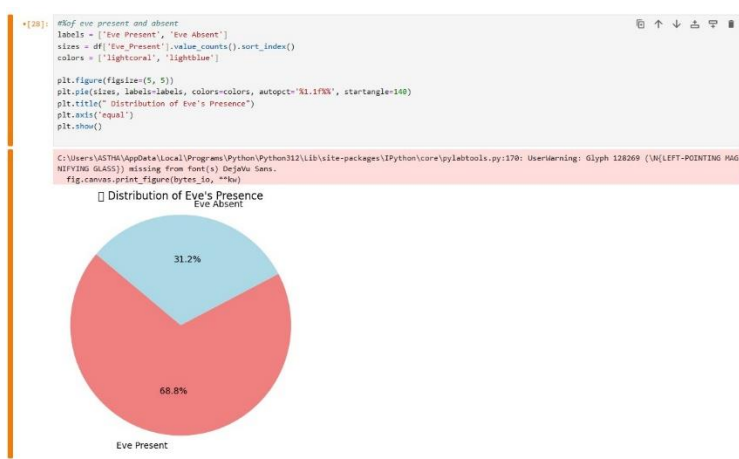 [28]:
#%of eve present and absent
labels = ['Eve Present', 'Eve Absent']
sizes = df['Eve_Present'].value_counts().sort_index()
colors = ['lightcoral', 'lightblue']
plt.figure(figsize=(5, 5))
plt.pie(sizes, labels=labels, colors=colors, autopct='%1.1f%%', startangle=140)
plt.title(" Distribution of Eve's Presence")
plt.axis('equal')
plt.show()
C:\Users\ASTHA\AppData\Local\Programs\Python\Python312\Lib\site-packages\IPython\core\pylabtools.py:170: UserWarning: Glyph 128269 (\N{LEFT-POINTING MAG
NIFYING GLASS}) missing from font(s) DejaVu Sans.
fig.canvas.print_figure(bytes_io, **kw)
Distribution of Eve's Presence
Eve Absent
31.2%
68.8%
Eve Present